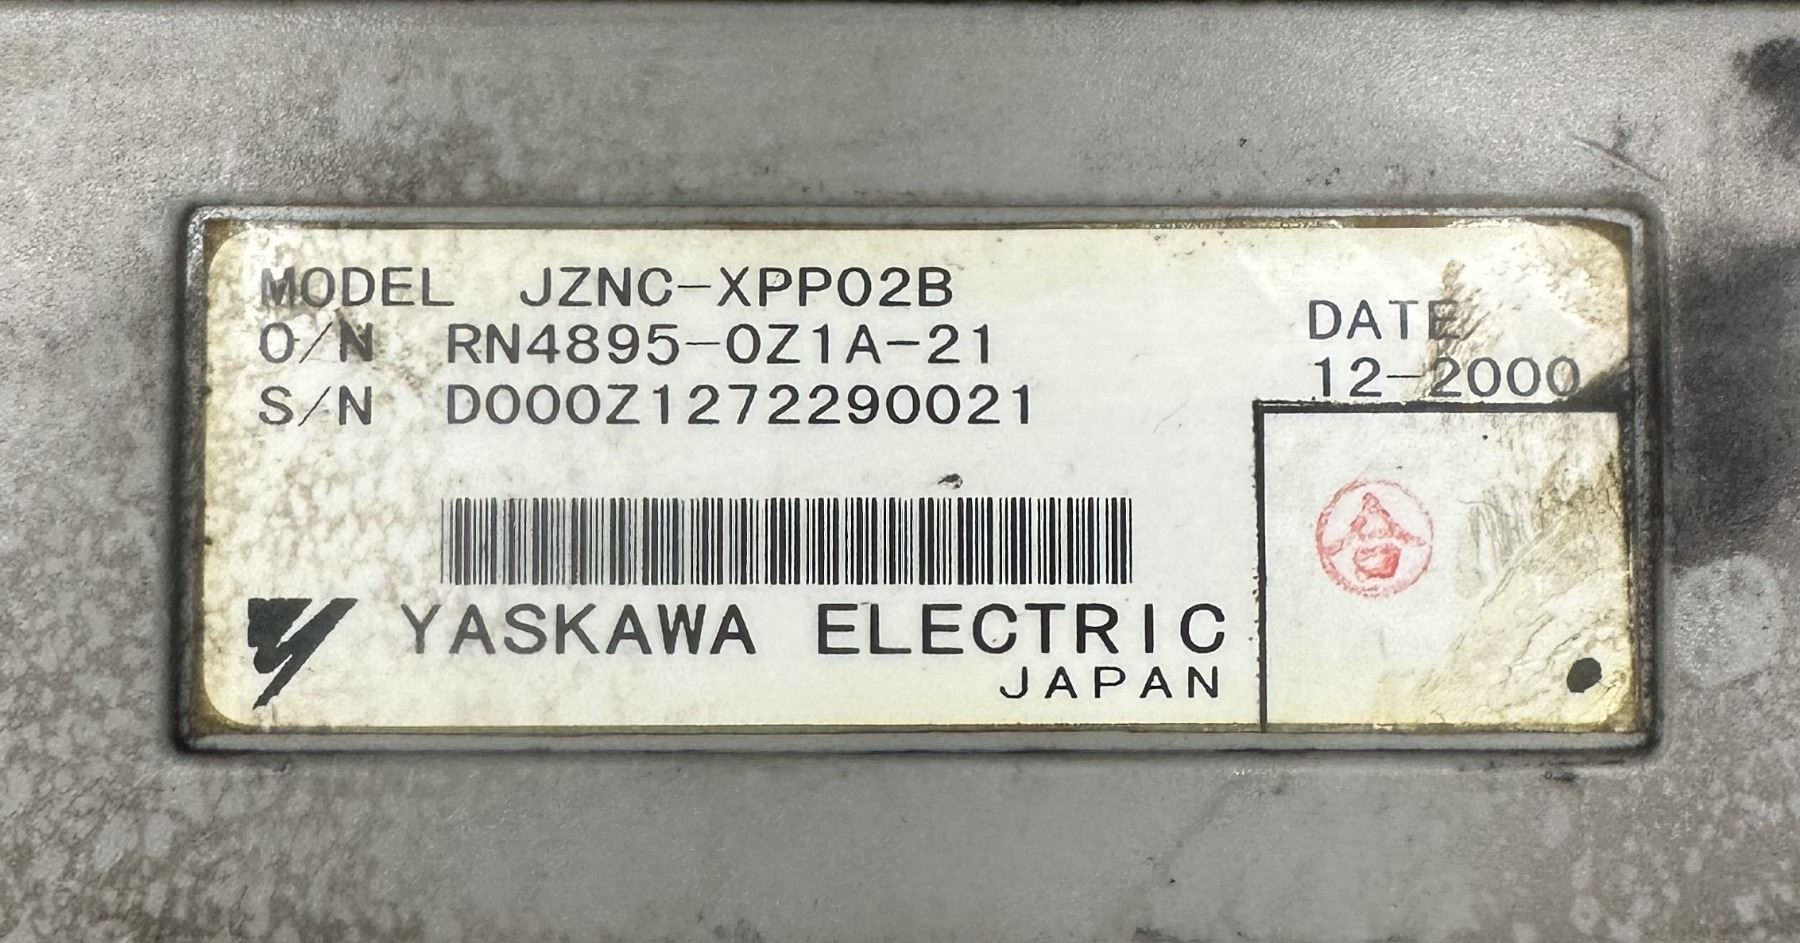 MODEL JZNC-XPP02B
O/N RN4895-0Z1A-21
S/N D000Z1272290021
DATE
12-2000
合
YASKAWA ELECTRIC
JAPAN